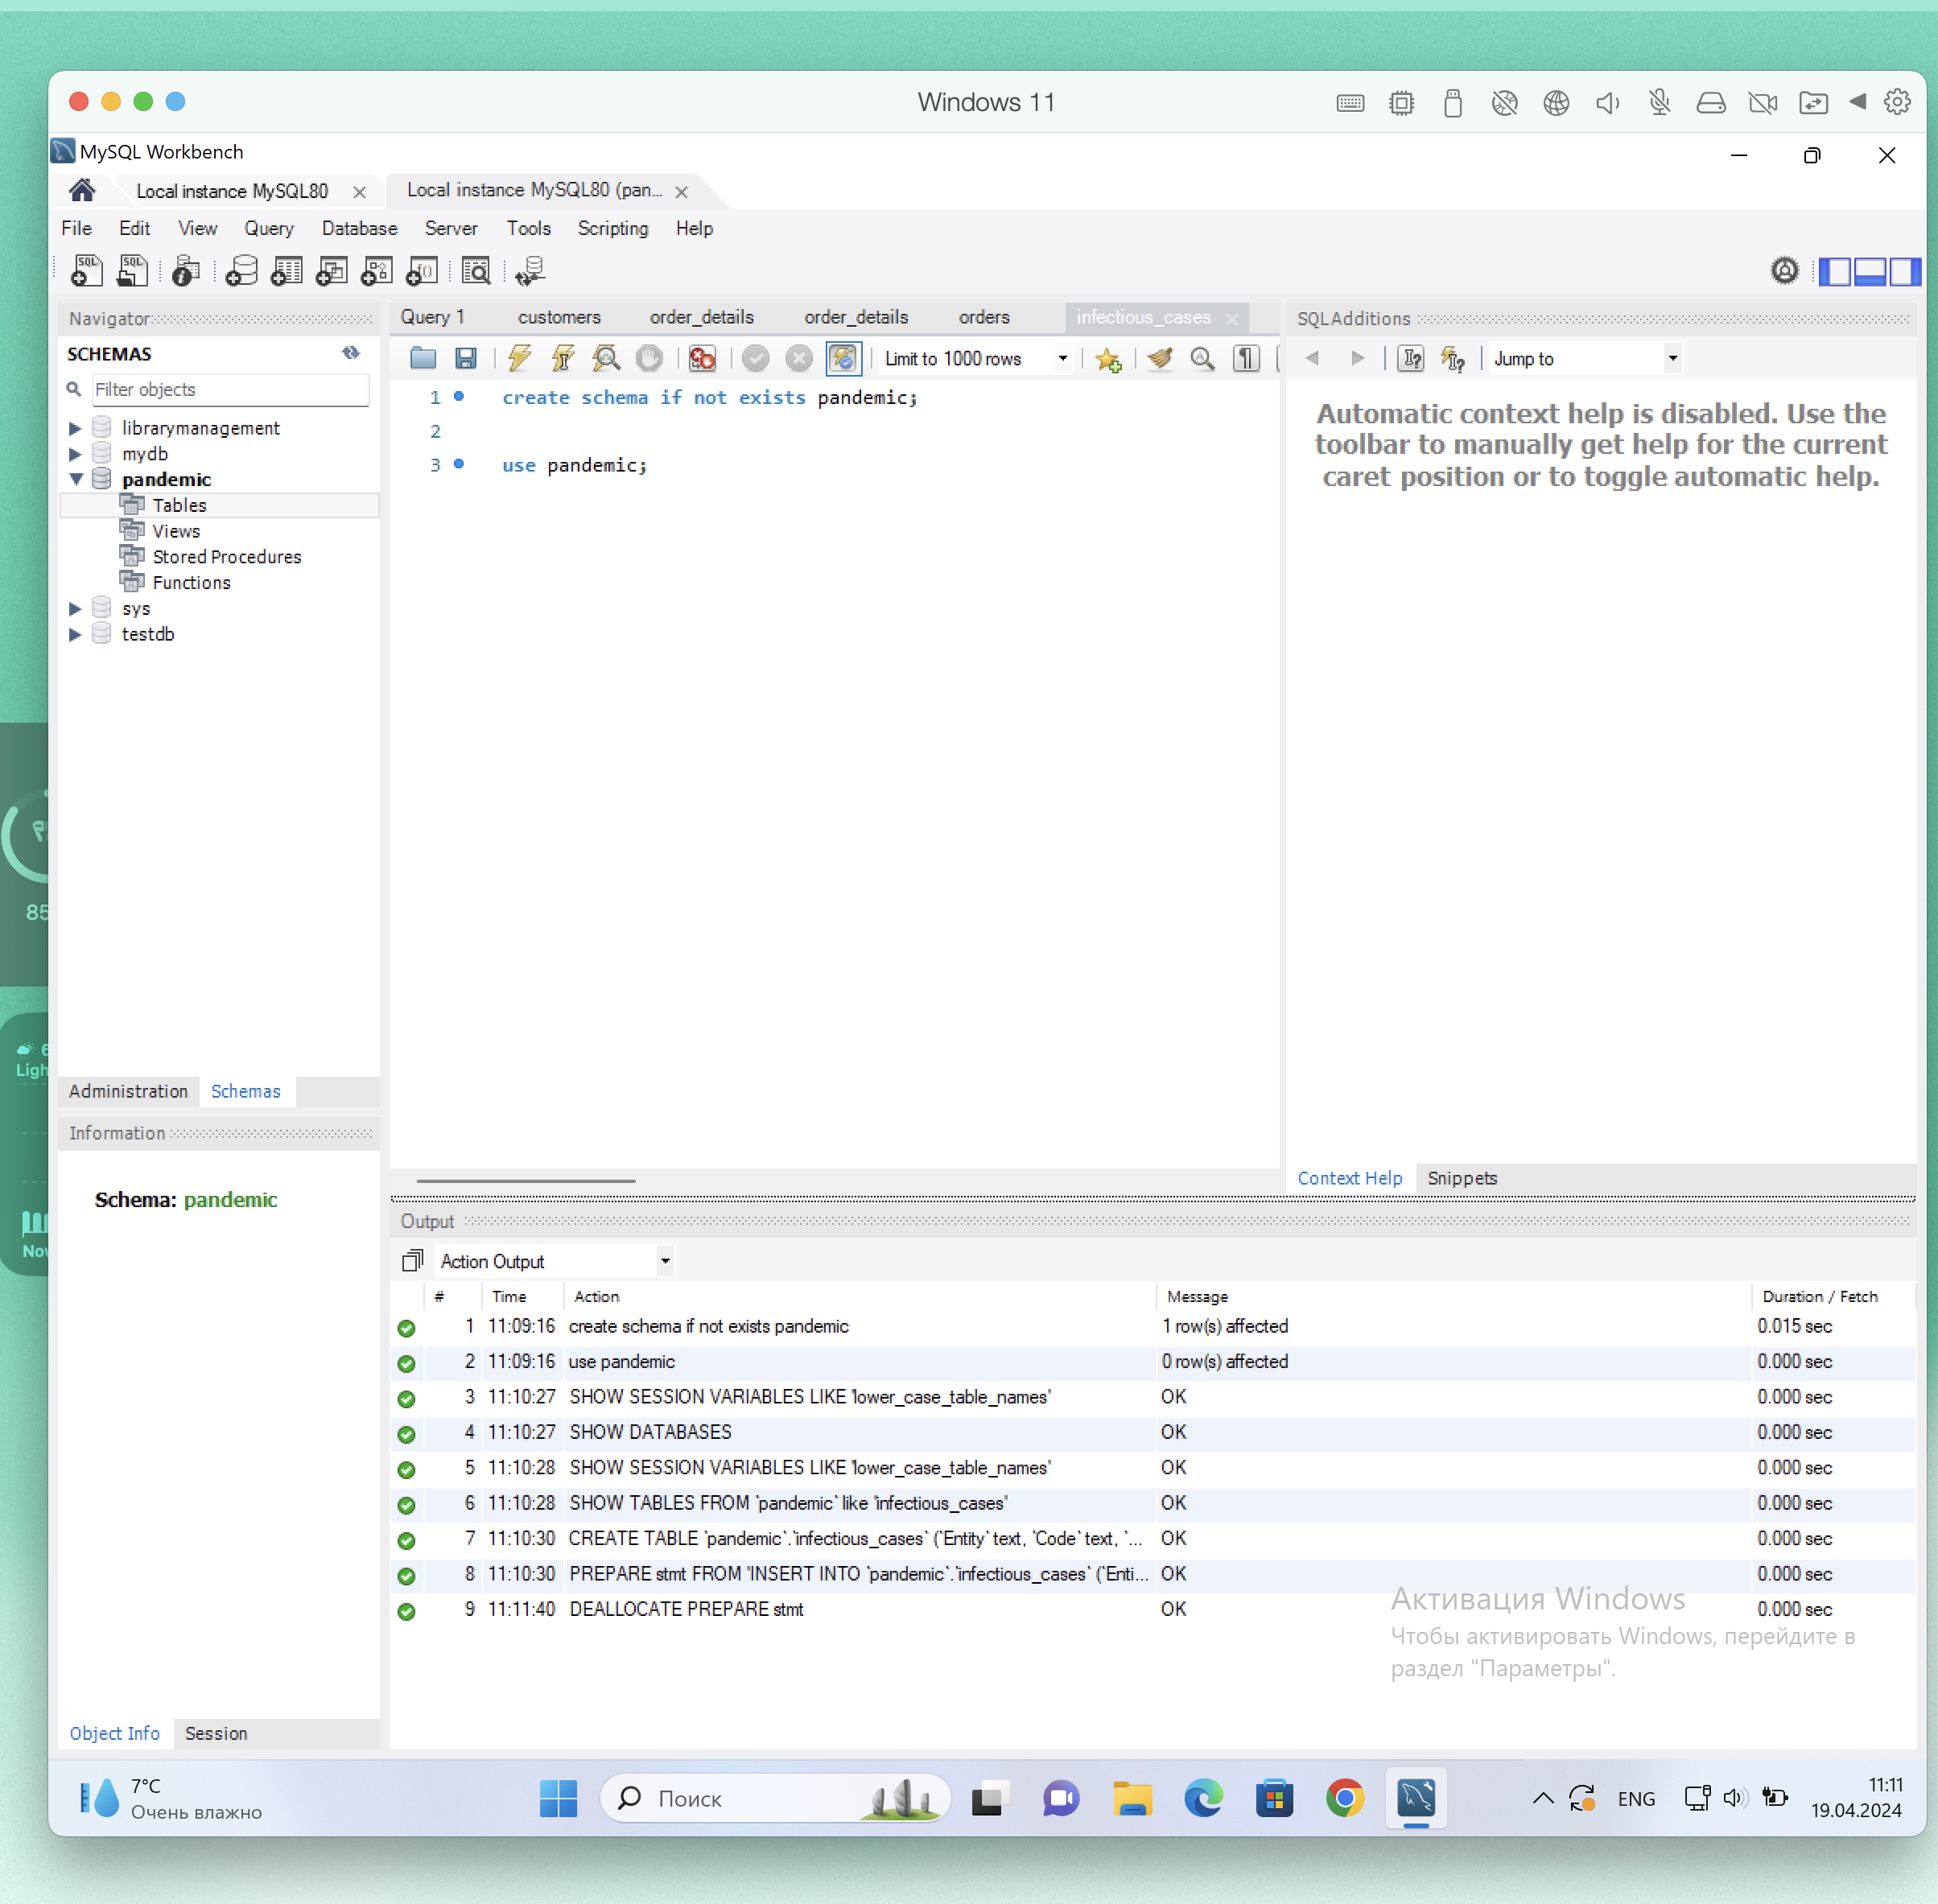 Windows 11
MySQL Workbench
Local instance MySQL80
Local instance MySQL80 (pan...
File Edit View Query Database Server Tools Scripting Help
Navigator
SCHEMAS
Filter objects
librarymanagement
mydb
pandemic
Tables
Views
Stored Procedures
Functions
sys
testdb
Administration Schemas
Information
Schema: pandemic
Object Info Session
Query 1 customers order_details order_details orders infectious_cases
Limit to 1000 rows
1 create schema if not exists pandemic;
2
3 use pandemic;
SQLAdditions
Jump to
Automatic context help is disabled. Use the
toolbar to manually get help for the current
caret position or to toggle automatic help.
Context Help Snippets
Output
Action Output
# Time Action Message Duration / Fetch
1 11:09:16 create schema if not exists pandemic 1 row(s) affected 0.015 sec
2 11:09:16 use pandemic 0 row(s) affected 0.000 sec
3 11:10:27 SHOW SESSION VARIABLES LIKE 'lower_case_table_names' OK 0.000 sec
4 11:10:27 SHOW DATABASES OK 0.000 sec
5 11:10:28 SHOW SESSION VARIABLES LIKE 'lower_case_table_names' OK 0.000 sec
6 11:10:28 SHOW TABLES FROM `pandemic` like 'infectious_cases' OK 0.000 sec
7 11:10:30 CREATE TABLE `pandemic`.`infectious_cases` (`Entity` text, `Code` text, `... OK 0.000 sec
8 11:10:30 PREPARE stmt FROM 'INSERT INTO `pandemic`.`infectious_cases` (`Enti... OK 0.000 sec
9 11:11:40 DEALLOCATE PREPARE stmt OK 0.000 sec
Активация Windows
Чтобы активировать Windows, перейдите в
раздел "Параметры".
7°C
Очень влажно
Поиск
ENG
11:11
19.04.2024
85